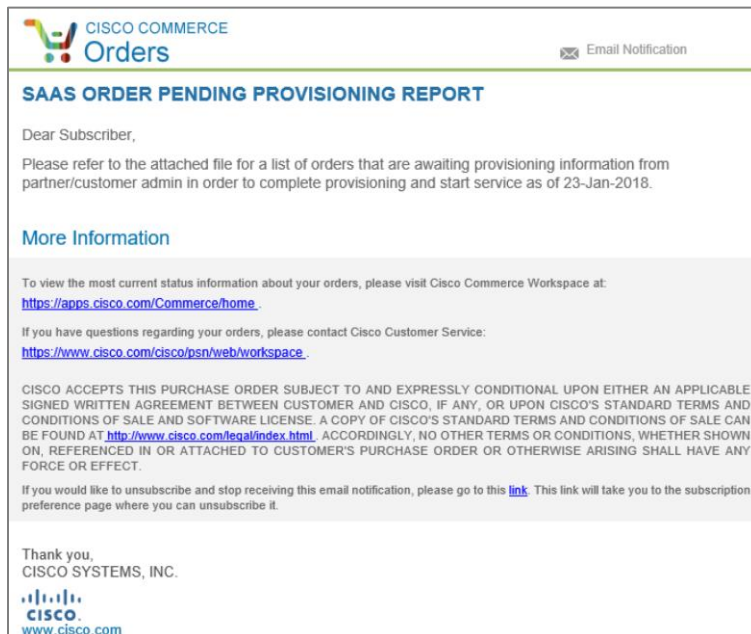 CISCO COMMERCE
Orders
Email Notification
SAAS ORDER PENDING PROVISIONING REPORT
Dear Subscriber,
Please refer to the attached file for a list of orders that are awaiting provisioning information from
partner/customer admin in order to complete provisioning and start service as of 23-Jan-2018.
More Information
To view the most current status information about your orders, please visit Cisco Commerce Workspace at:
https://apps.cisco.com/Commerce/home .
If you have questions regarding your orders, please contact Cisco Customer Service:
https://www.cisco.com/cisco/psn/web/workspace .
CISCO ACCEPTS THIS PURCHASE ORDER SUBJECT TO AND EXPRESSLY CONDITIONAL UPON EITHER AN APPLICABLE
SIGNED WRITTEN AGREEMENT BETWEEN CUSTOMER AND CISCO, IF ANY, OR UPON CISCO'S STANDARD TERMS AND
CONDITIONS OF SALE AND SOFTWARE LICENSE. A COPY OF CISCO'S STANDARD TERMS AND CONDITIONS OF SALE CAN
BE FOUND AT http://www.cisco.com/legal/index.html . ACCORDINGLY, NO OTHER TERMS OR CONDITIONS, WHETHER SHOWN
ON, REFERENCED IN OR ATTACHED TO CUSTOMER'S PURCHASE ORDER OR OTHERWISE ARISING SHALL HAVE ANY
FORCE OR EFFECT.
If you would like to unsubscribe and stop receiving this email notification, please go to this link. This link will take you to the subscription
preference page where you can unsubscribe it.
Thank you,
CISCO SYSTEMS, INC.
CISCO.
www.cisco.com